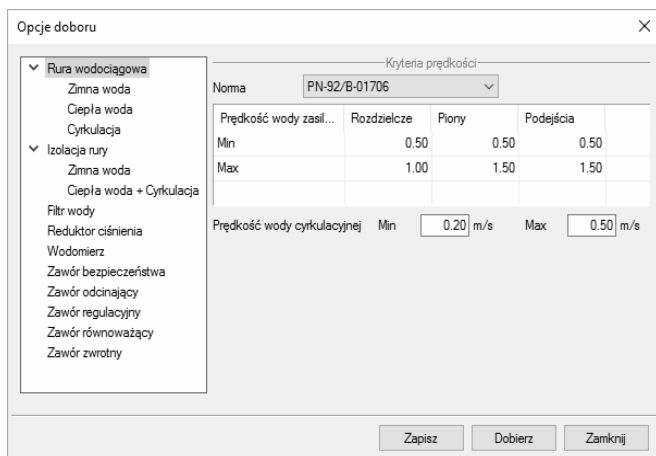 Opcje doboru
Rura wodociągowa
Zimna woda
Ciepła woda
Cyrkulacja
Izolacja rury
Zimna woda
Ciepła woda + Cyrkulacja
Filtr wody
Reduktor ciśnienia
Wodomierz
Zawór bezpieczeństwa
Zawór odcinający
Zawór regulacyjny
Zawór równoważący
Zawór zwrotny
Kryteria prędkości
Norma PN-92/B-01706
Prędkość wody zasil... Rozdzielcze Piony Podejścia
Min 0.50 0.50 0.50
Max 1.00 1.50 1.50
Prędkość wody cyrkulacyjnej Min 0.20 m/s Max 0.50 m/s
Zapisz Dobierz Zamknij